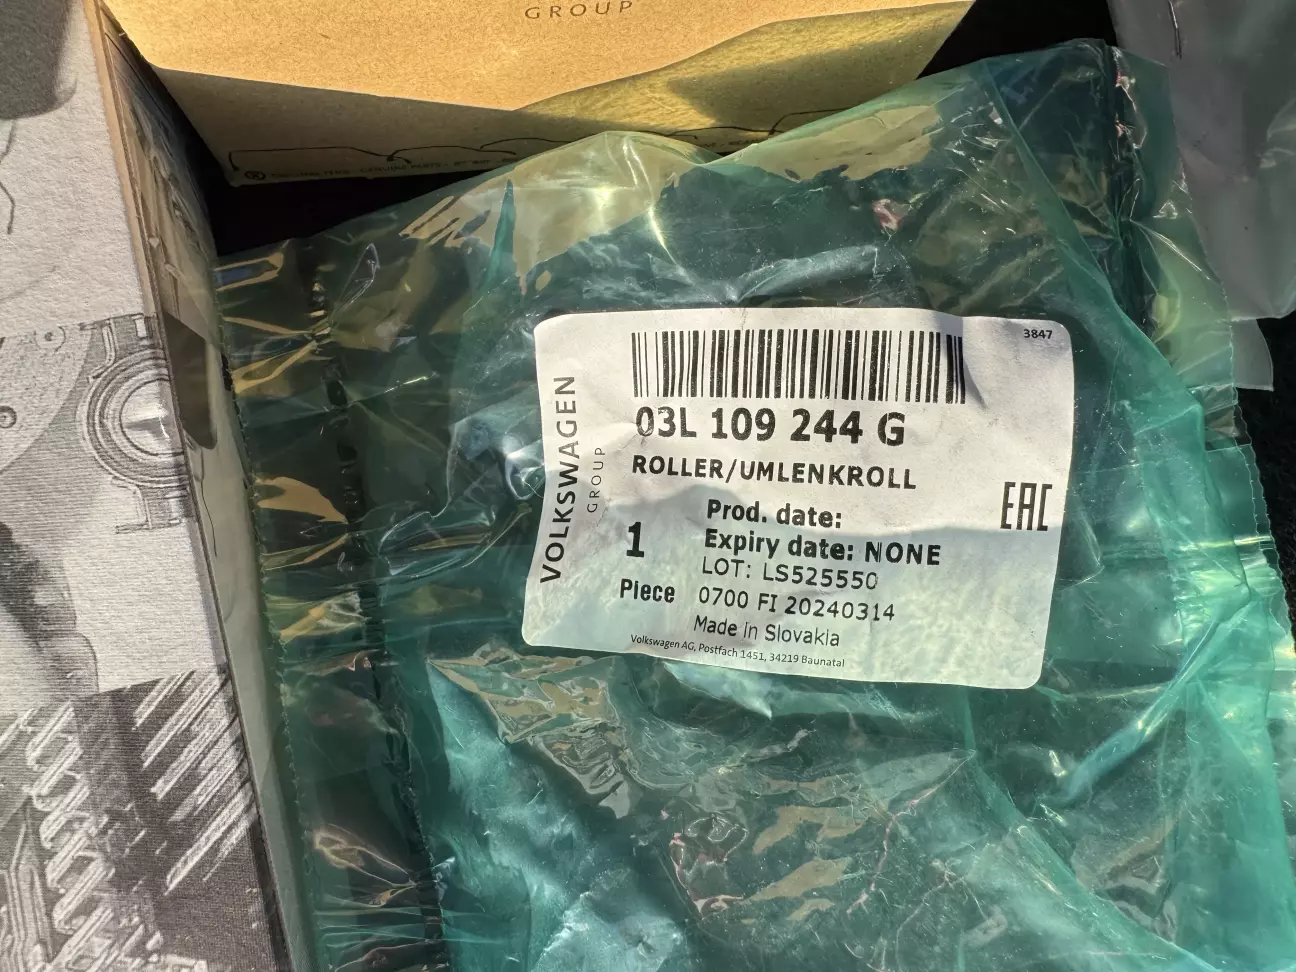 GROUP
3847
VOLKSWAGEN
GROUP
03L 109 244 G
ROLLER/UMLENKROLL
EAC
Prod. date:
1
Expiry date: NONE
LOT: LS525550
Piece
0700 FI 20240314
Made in Slovakia
Volkswagen AG, Postfach 1451, 34219 Baunatal